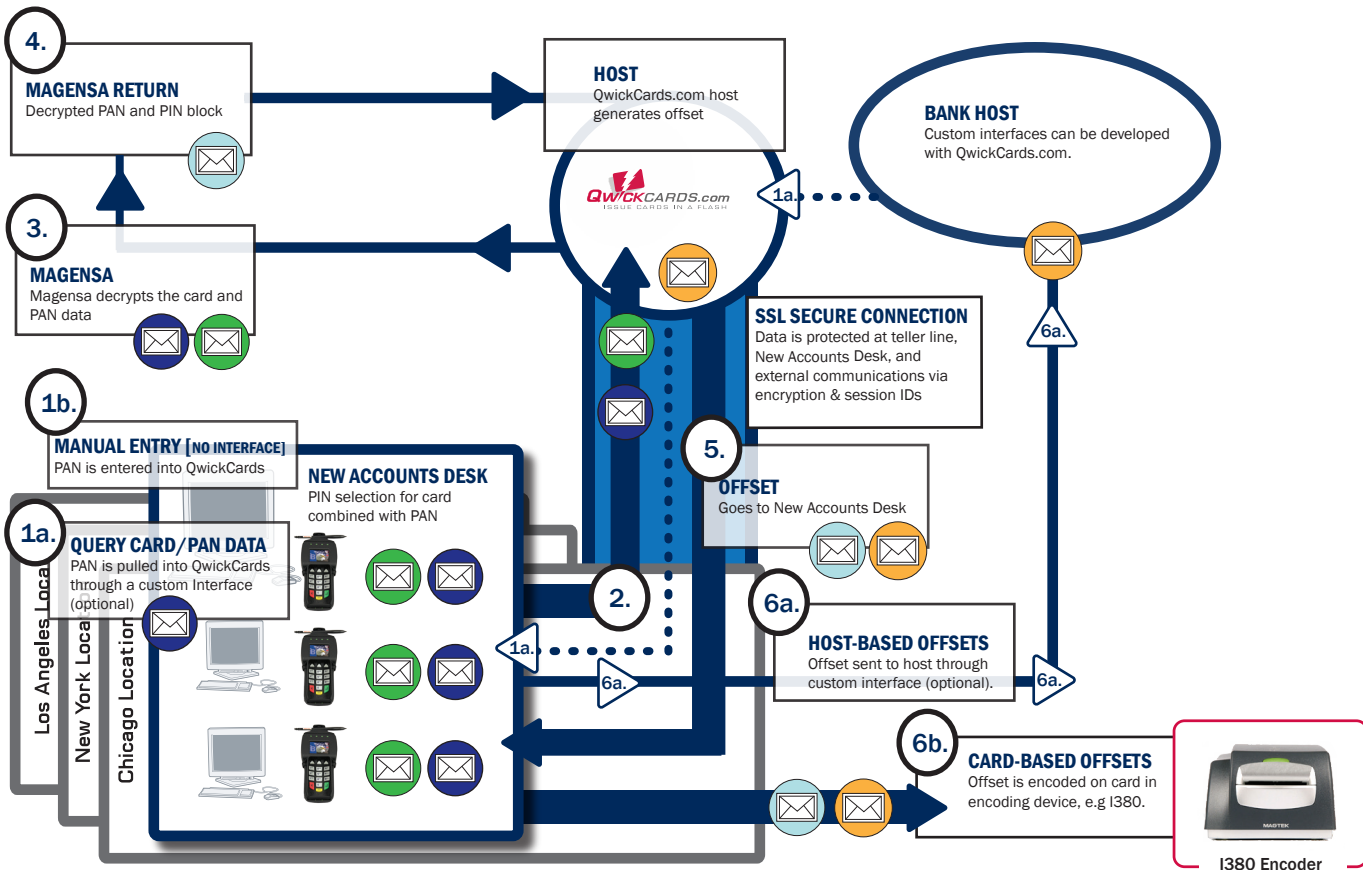 4.
MAGENSA RETURN
Decrypted PAN and PIN block
HOST
QwickCards.com host
generates offset
BANK HOST
Custom interfaces can be developed
with QwickCards.com.
QWICKCARDS.com
ISSUE CARDS IN A FLASH
1a.
3.
MAGENSA
Magensa decrypts the card and
PAN data
SSL SECURE CONNECTION
Data is protected at teller line,
New Accounts Desk, and
external communications via
encryption & session IDs
6a.
1b.
MANUAL ENTRY [NO INTERFACE]
PAN is entered into QwickCards
NEW ACCOUNTS DESK
PIN selection for card
combined with PAN
5.
OFFSET
Goes to New Accounts Desk
1a.
QUERY CARD/PAN DATA
PAN is pulled into QwickCards
through a custom Interface
(optional)
2.
1a.
6a.
6a.
HOST-BASED OFFSETS
Offset sent to host through
custom interface (optional).
6a.
Los Angeles Local
New York Locat
Chicago Location
6b.
CARD-BASED OFFSETS
Offset is encoded on card in
encoding device, e.g I380.
MAGTEK
I380 Encoder